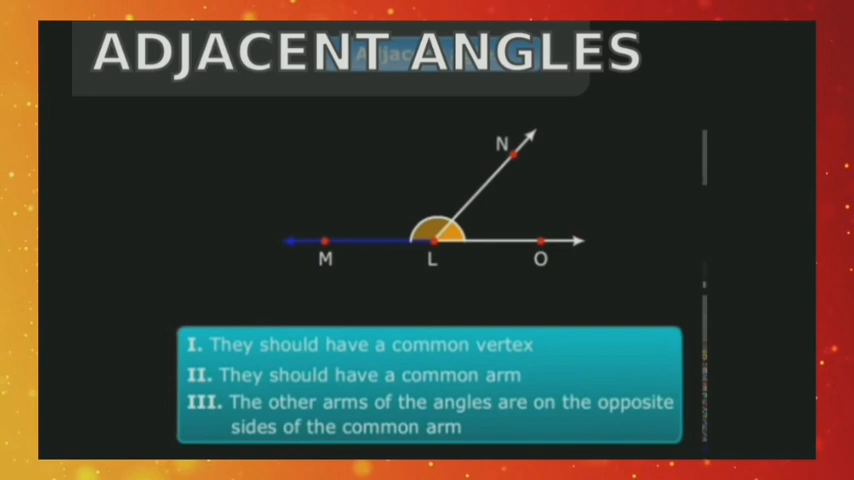 ADJACENT ANGLES
N
M L O
I. They should have a common vertex
II. They should have a common arm
III. The other arms of the angles are on the opposite
sides of the common arm